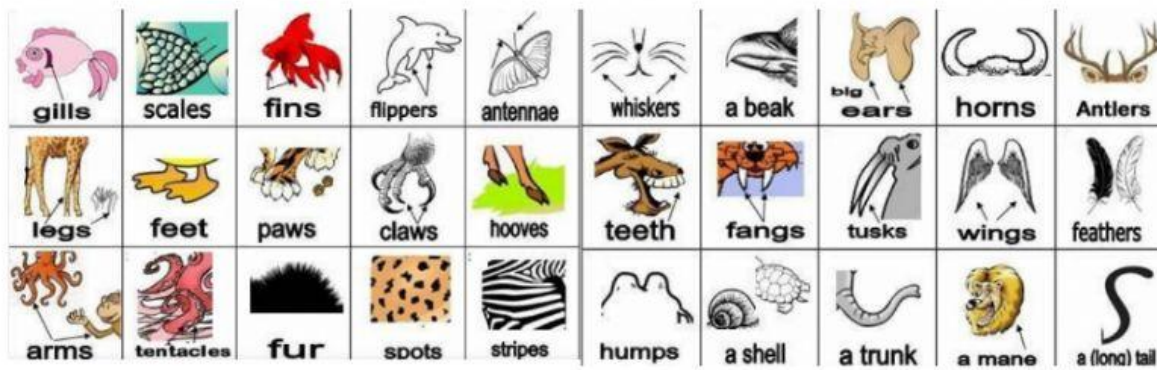 gills scales fins flippers antennae whiskers a beak big ears horns Antlers
legs feet paws claws hooves teeth fangs tusks wings feathers
arms tentacles fur spots stripes humps a shell a trunk a mane a (long) tail